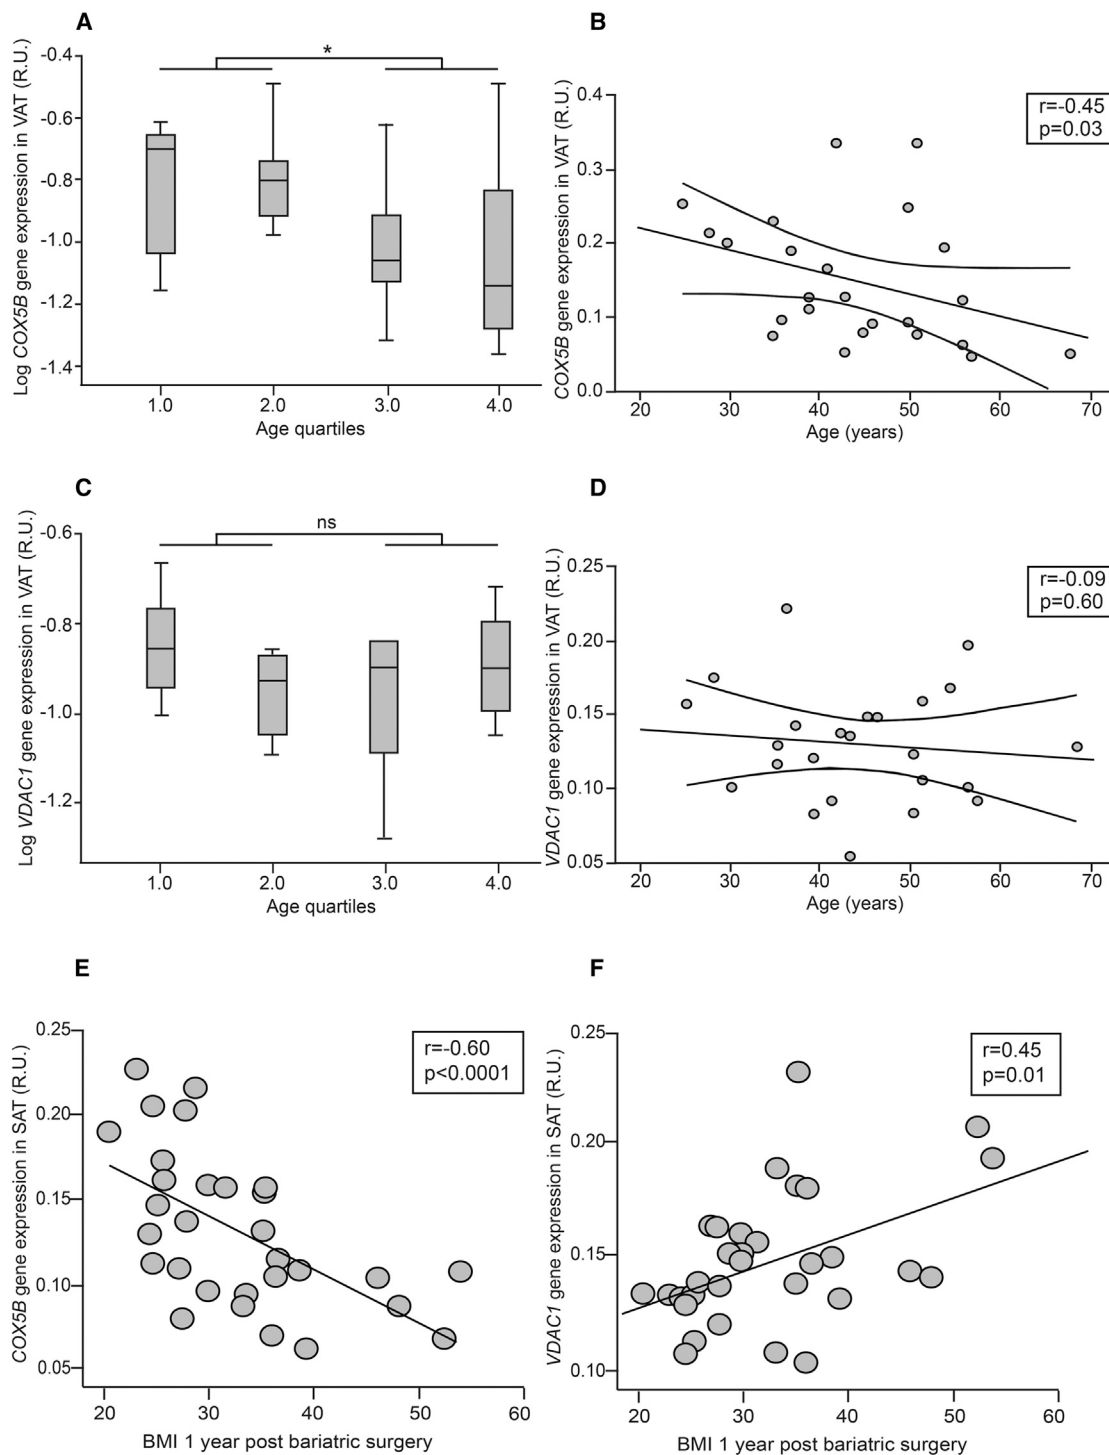 A
Log COX5B gene expression in VAT (R.U.)
-0.4
-0.6
-0.8
-1.0
-1.2
-1.4
*
1.0 2.0 3.0 4.0
Age quartiles
B
COX5B gene expression in VAT (R.U.)
0.4
0.3
0.2
0.1
0.0
r=-0.45
p=0.03
20 30 40 50 60 70
Age (years)
C
Log VDAC1 gene expression in VAT (R.U.)
-0.6
-0.8
-1.0
-1.2
ns
1.0 2.0 3.0 4.0
Age quartiles
D
VDAC1 gene expression in VAT (R.U.)
0.25
0.20
0.15
0.10
0.05
r=-0.09
p=0.60
20 30 40 50 60 70
Age (years)
E
COX5B gene expression in SAT (R.U.)
0.25
0.20
0.15
0.10
0.05
r=-0.60
p<0.0001
20 30 40 50 60
BMI 1 year post bariatric surgery
F
VDAC1 gene expression in SAT (R.U.)
0.25
0.20
0.15
0.10
r=0.45
p=0.01
20 30 40 50 60
BMI 1 year post bariatric surgery